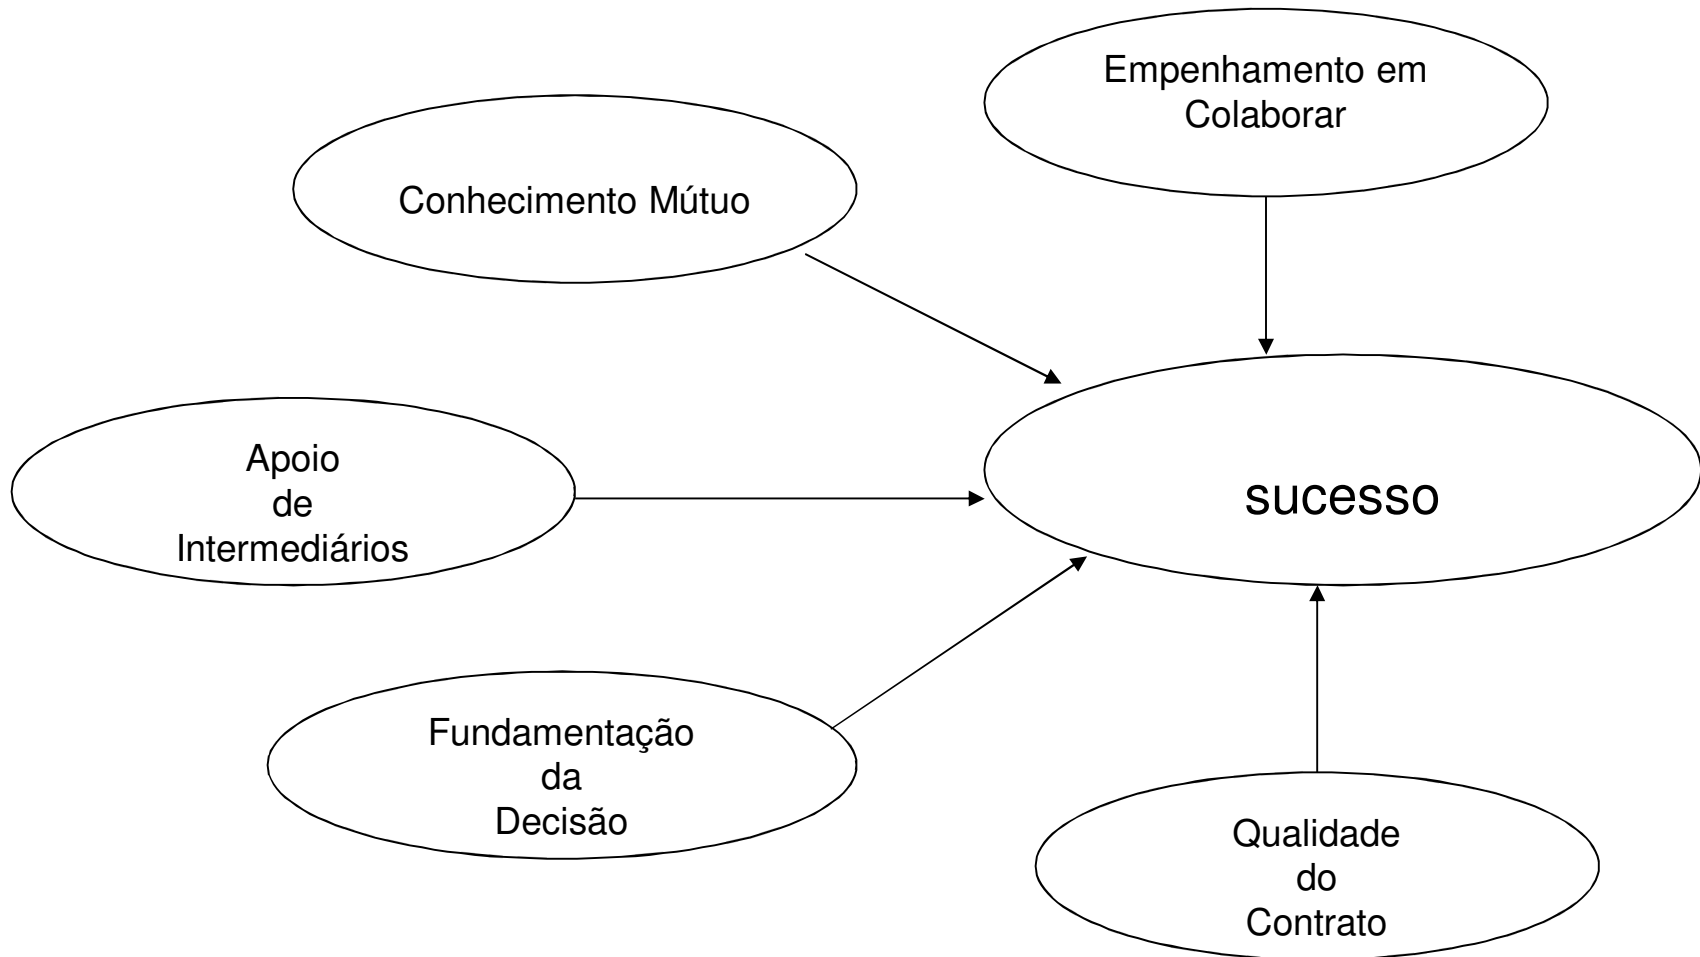 Empenhamento em
Colaborar
Conhecimento Mútuo
Apoio
de
Intermediários
sucesso
Fundamentação
da
Decisão
Qualidade
do
Contrato